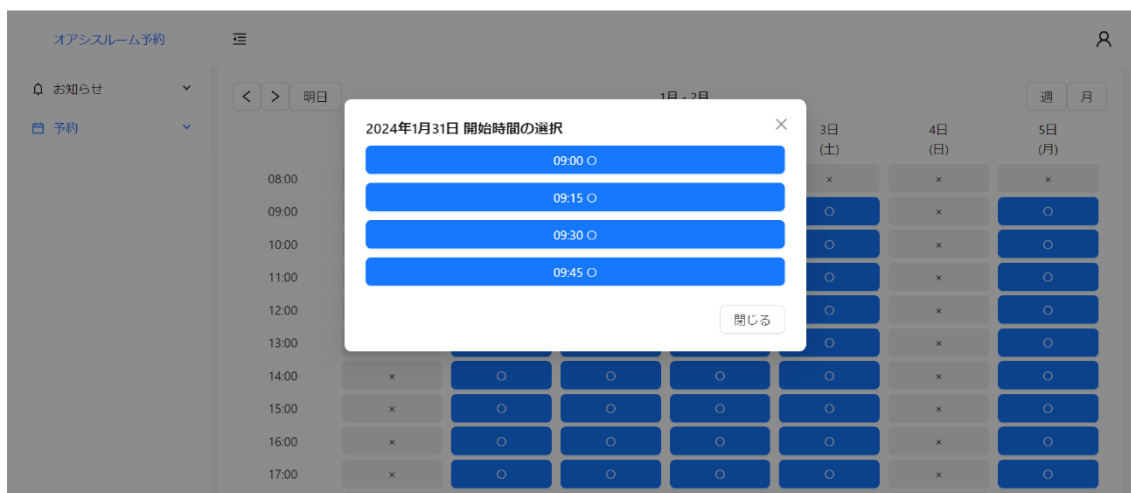 オアシスルーム予約
お知らせ
予約
明日
1月 - 2月
週 月
2024年1月31日 開始時間の選択
09:00 ○
09:15 ○
09:30 ○
09:45 ○
閉じる
3日 4日 5日
(土) (日) (月)
08:00 × × ×
09:00 ○ × ○
10:00 ○ × ○
11:00 ○ × ○
12:00 ○ × ○
13:00 ○ × ○
14:00 × ○ ○ ○ ○ × ○
15:00 × ○ ○ ○ ○ × ○
16:00 × ○ ○ ○ ○ × ○
17:00 × ○ ○ ○ ○ × ○